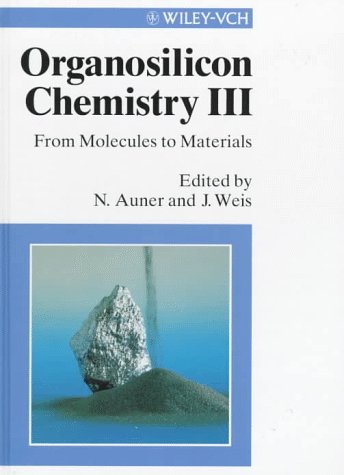 WILEY-VCH
Organosilicon
Chemistry III
From Molecules to Materials
Edited by
N. Auner and J. Weis